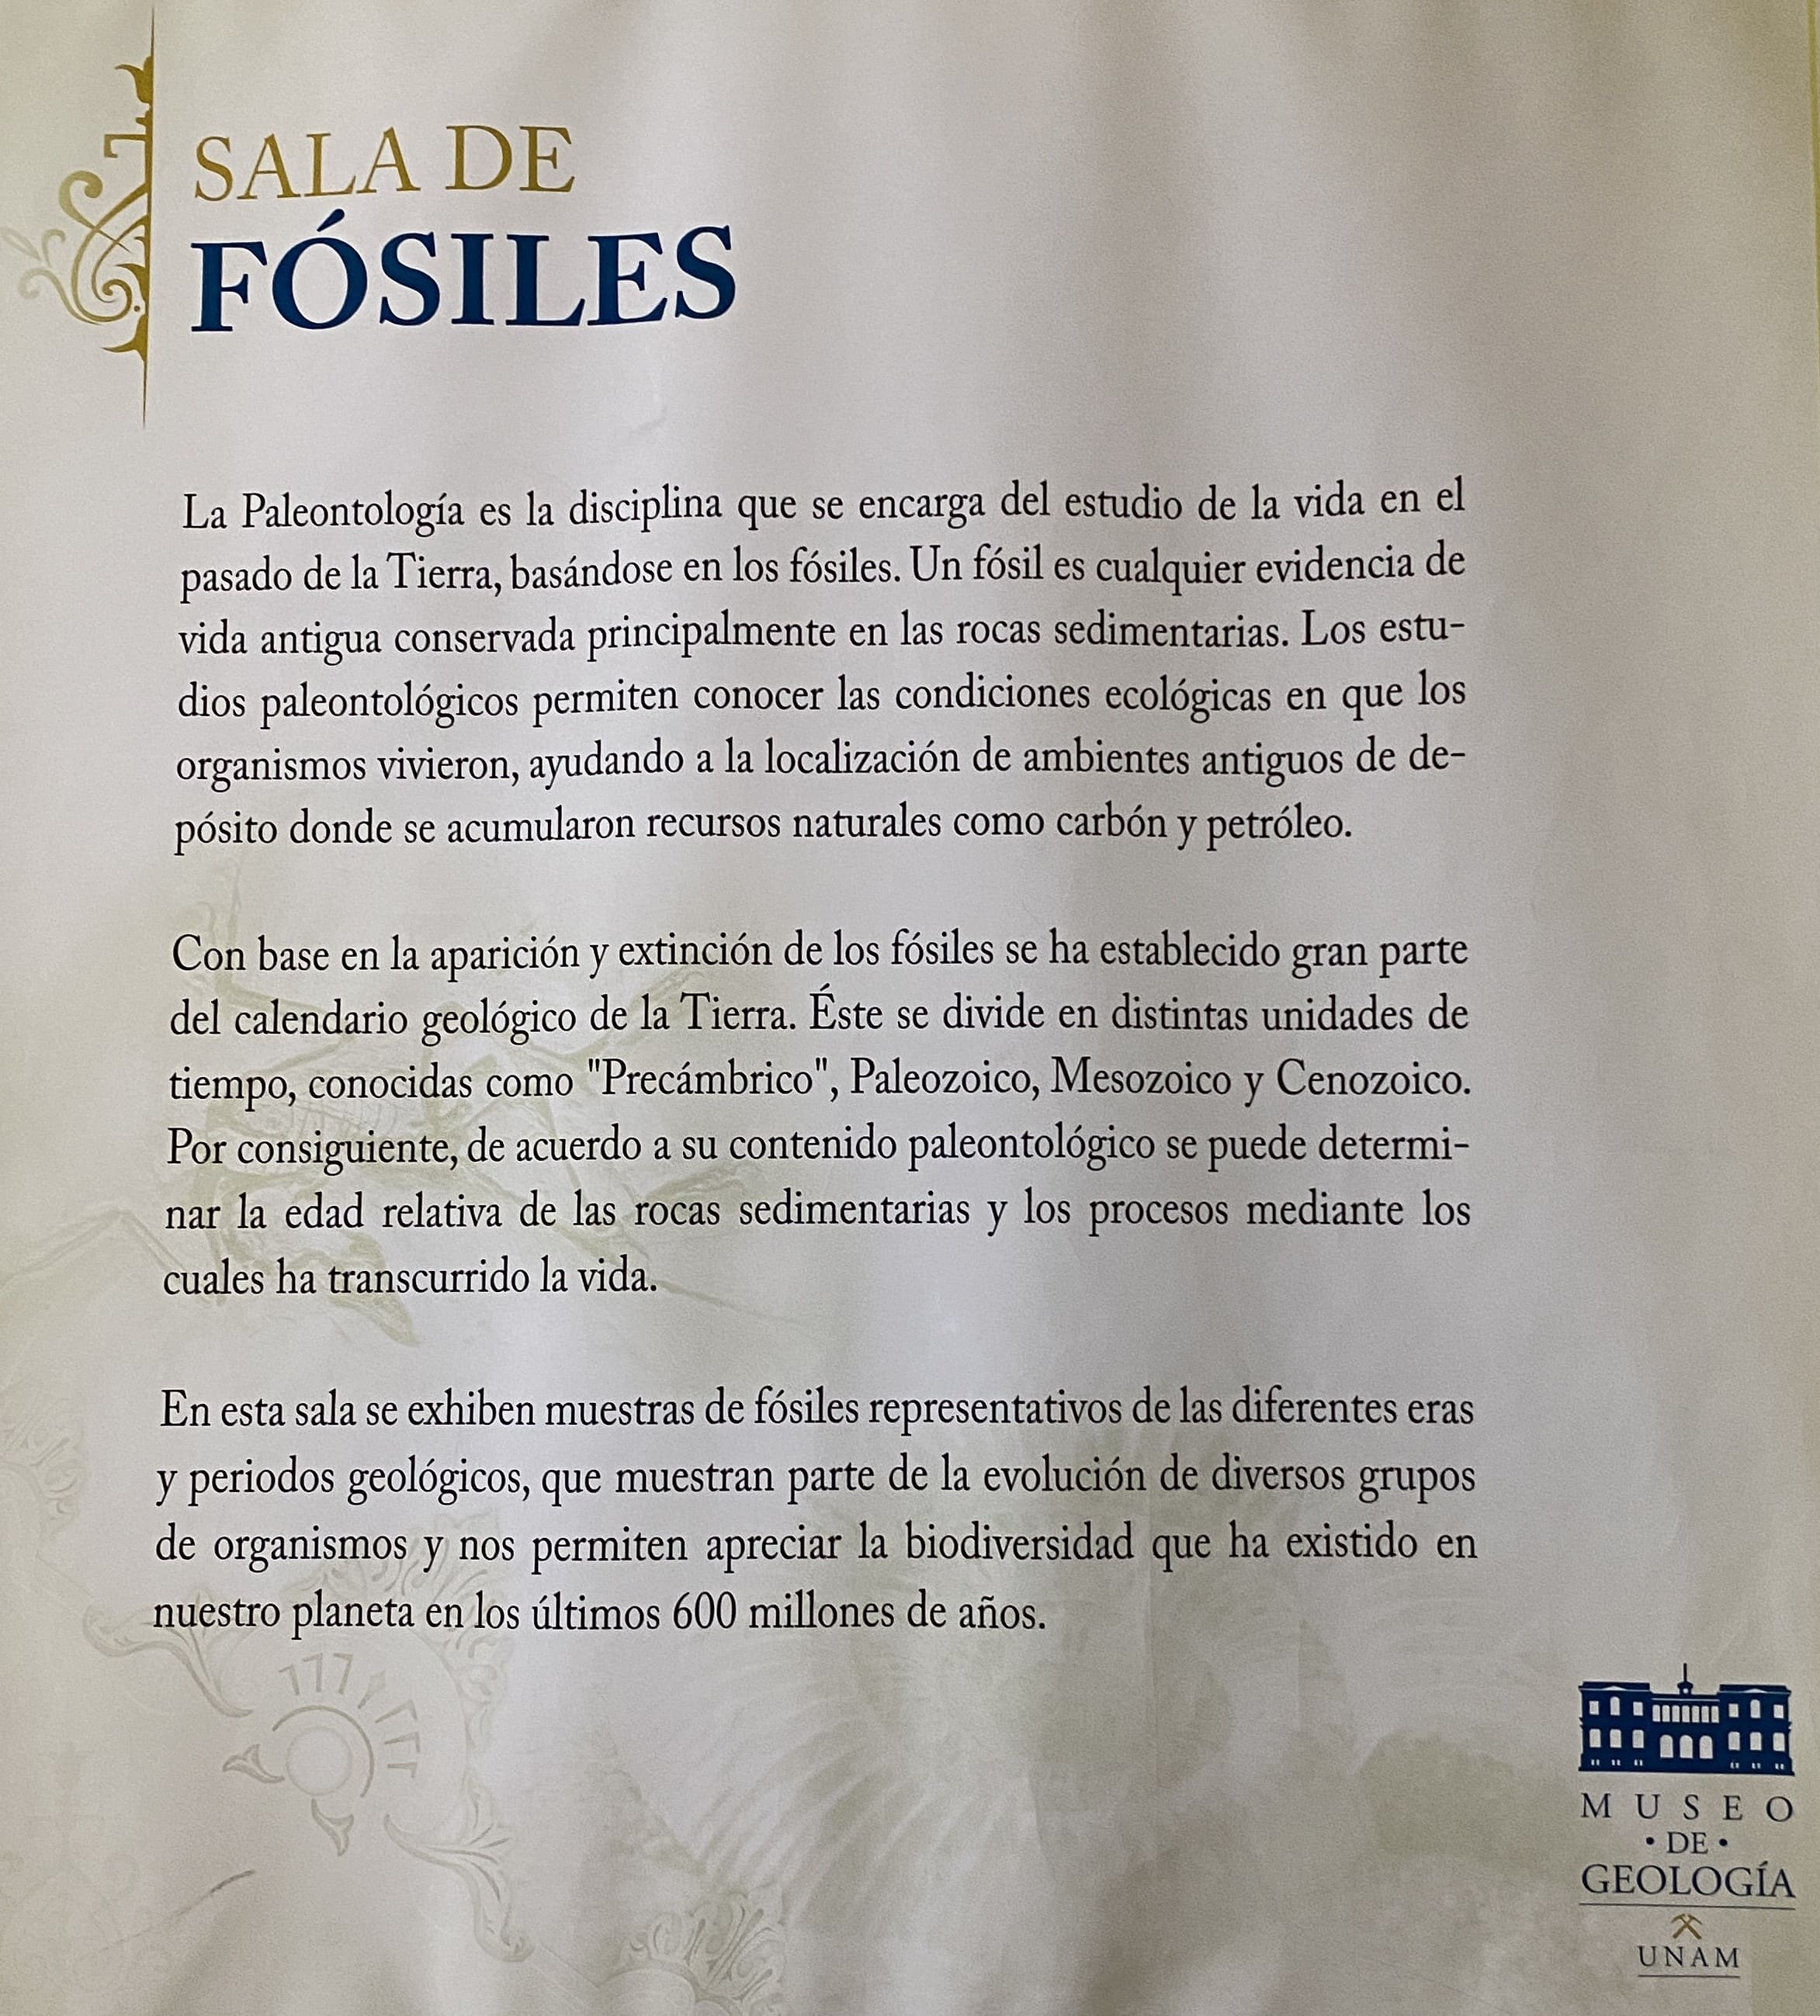 SALA DE
FÓSILES
La Paleontología es la disciplina que se encarga del estudio de la vida en el
pasado de la Tierra, basándose en los fósiles. Un fósil es cualquier evidencia de
vida antigua conservada principalmente en las rocas sedimentarias. Los estu-
dios paleontológicos permiten conocer las condiciones ecológicas en que los
organismos vivieron, ayudando a la localización de ambientes antiguos de de-
pósito donde se acumularon recursos naturales como carbón y petróleo.
Con base en la aparición y extinción de los fósiles se ha establecido gran parte
del calendario geológico de la Tierra. Éste se divide en distintas unidades de
tiempo, conocidas como "Precámbrico", Paleozoico, Mesozoico y Cenozoico.
Por consiguiente, de acuerdo a su contenido paleontológico se puede determi-
nar la edad relativa de las rocas sedimentarias y los procesos mediante los
cuales ha transcurrido la vida.
En esta sala se exhiben muestras de fósiles representativos de las diferentes eras
y periodos geológicos, que muestran parte de la evolución de diversos grupos
de organismos y nos permiten apreciar la biodiversidad que ha existido en
nuestro planeta en los últimos 600 millones de años.
MUSEO
• DE •
GEOLOGÍA
UNAM